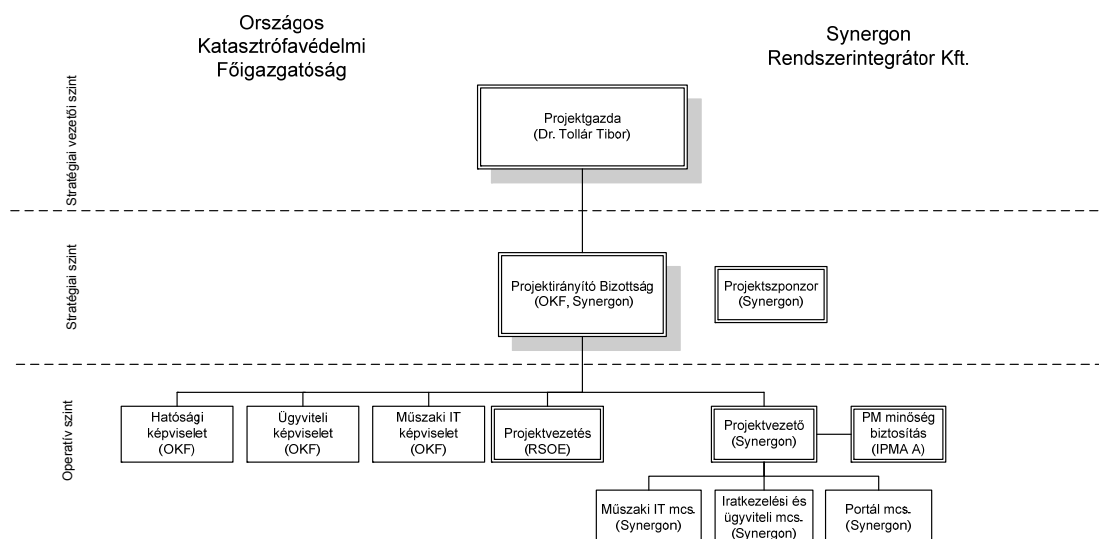 Országos
Katasztrófavédelmi
Főigazgatóság
Synergon
Rendszerintegrátor Kft.
Stratégiai vezetői szint
Projektgazda
(Dr. Tollár Tibor)
Stratégiai szint
Projektirányító Bizottság
(OKF, Synergon)
Projektszponzor
(Synergon)
Operatív szint
Hatósági
képviselet
(OKF)
Ügyviteli
képviselet
(OKF)
Műszaki IT
képviselet
(OKF)
Projektvezetés
(RSOE)
Projektvezető
(Synergon)
PM minőség
biztosítás
(IPMA A)
Műszaki IT mcs.
(Synergon)
Iratkezelési és
ügyviteli mcs.
(Synergon)
Portál mcs.
(Synergon)